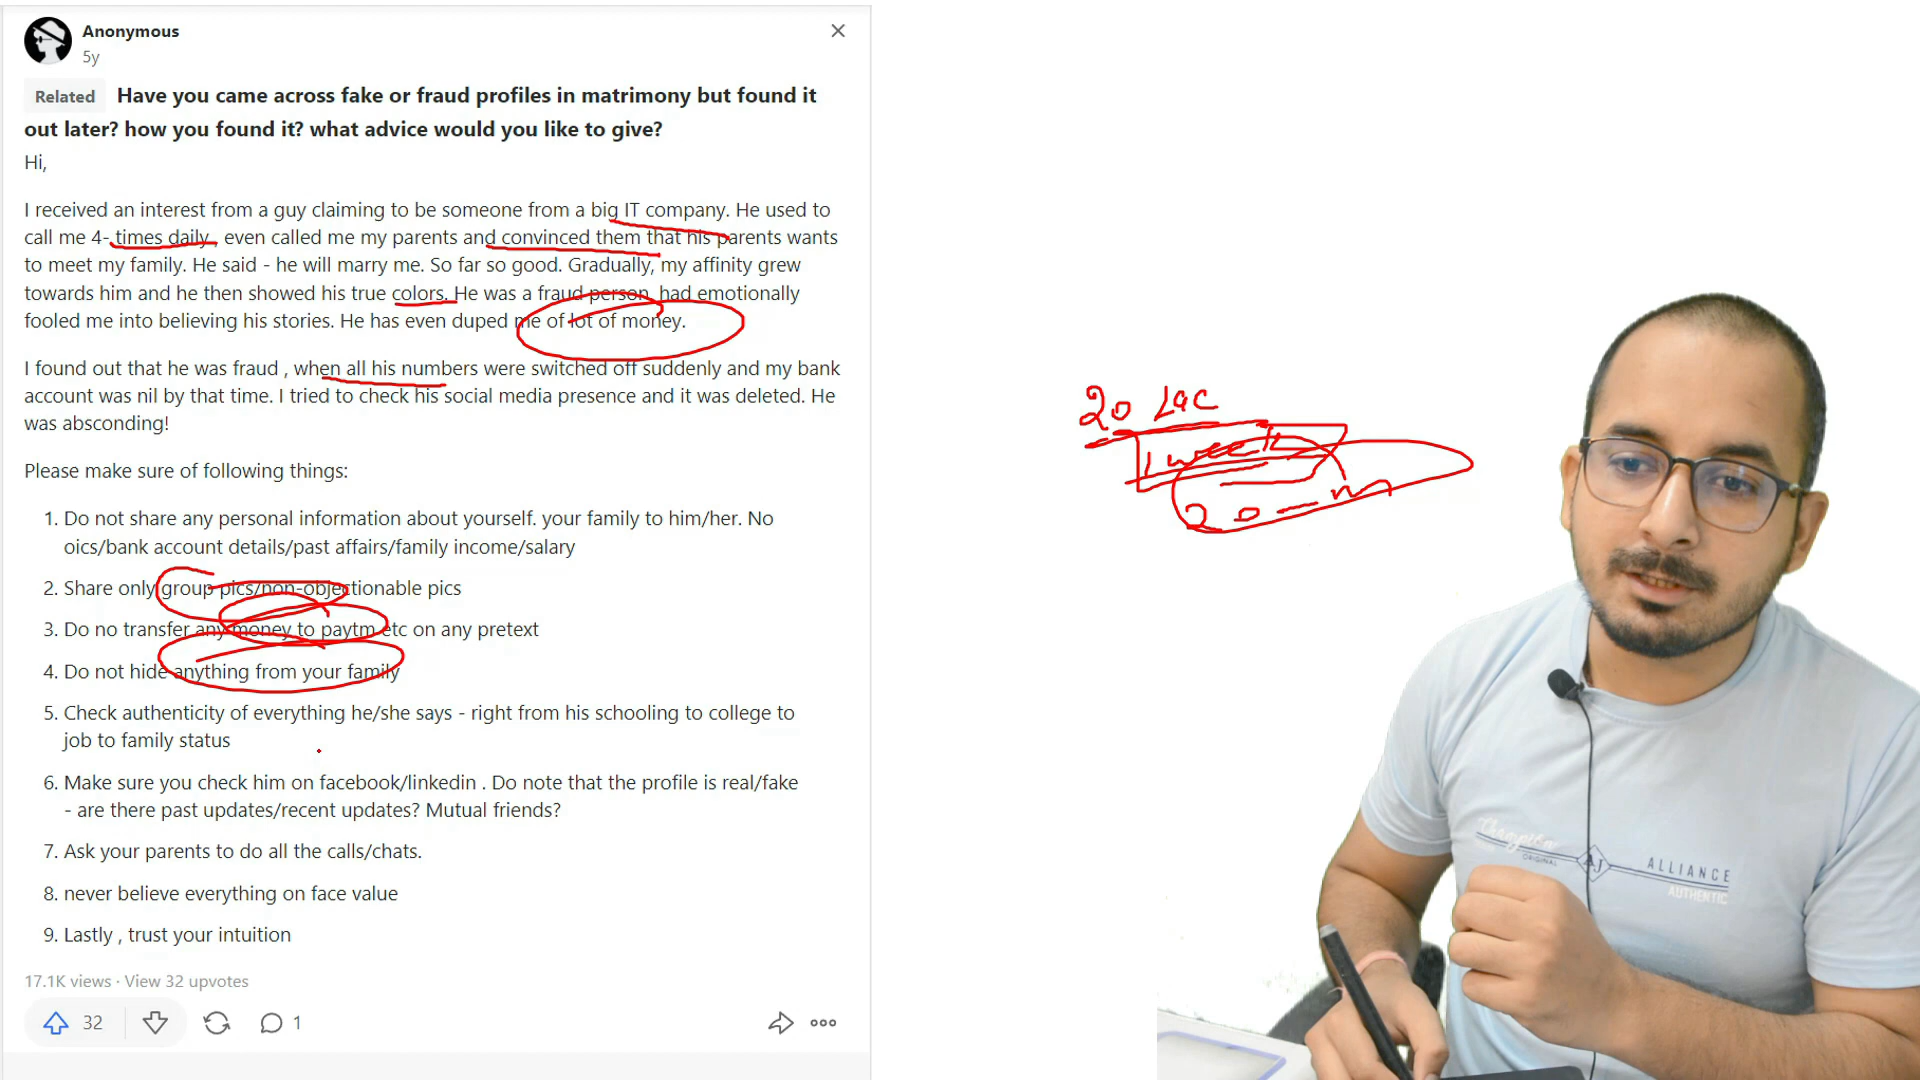 Anonymous
5y
Related Have you came across fake or fraud profiles in matrimony but found it
out later? how you found it? what advice would you like to give?
Hi,
I received an interest from a guy claiming to be someone from a big IT company. He used to
call me 4- times daily , even called me my parents and convinced them that his parents wants
to meet my family. He said - he will marry me. So far so good. Gradually, my affinity grew
towards him and he then showed his true colors. He was a fraud person, had emotionally
fooled me into believing his stories. He has even duped me of lot of money.
I found out that he was fraud , when all his numbers were switched off suddenly and my bank
account was nil by that time. I tried to check his social media presence and it was deleted. He
was absconding!
Please make sure of following things:
1. Do not share any personal information about yourself. your family to him/her. No
oics/bank account details/past affairs/family income/salary
2. Share only group pics/non-objectionable pics
3. Do no transfer any money to paytm etc on any pretext
4. Do not hide anything from your family
5. Check authenticity of everything he/she says - right from his schooling to college to
job to family status
6. Make sure you check him on facebook/linkedin . Do note that the profile is real/fake
- are there past updates/recent updates? Mutual friends?
7. Ask your parents to do all the calls/chats.
8. never believe everything on face value
9. Lastly , trust your intuition
17.1K views · View 32 upvotes
32
1
20 Lac
1 week
20 — m
ORIGINAL
AJ
ALLIANCE
AUTHENTIC